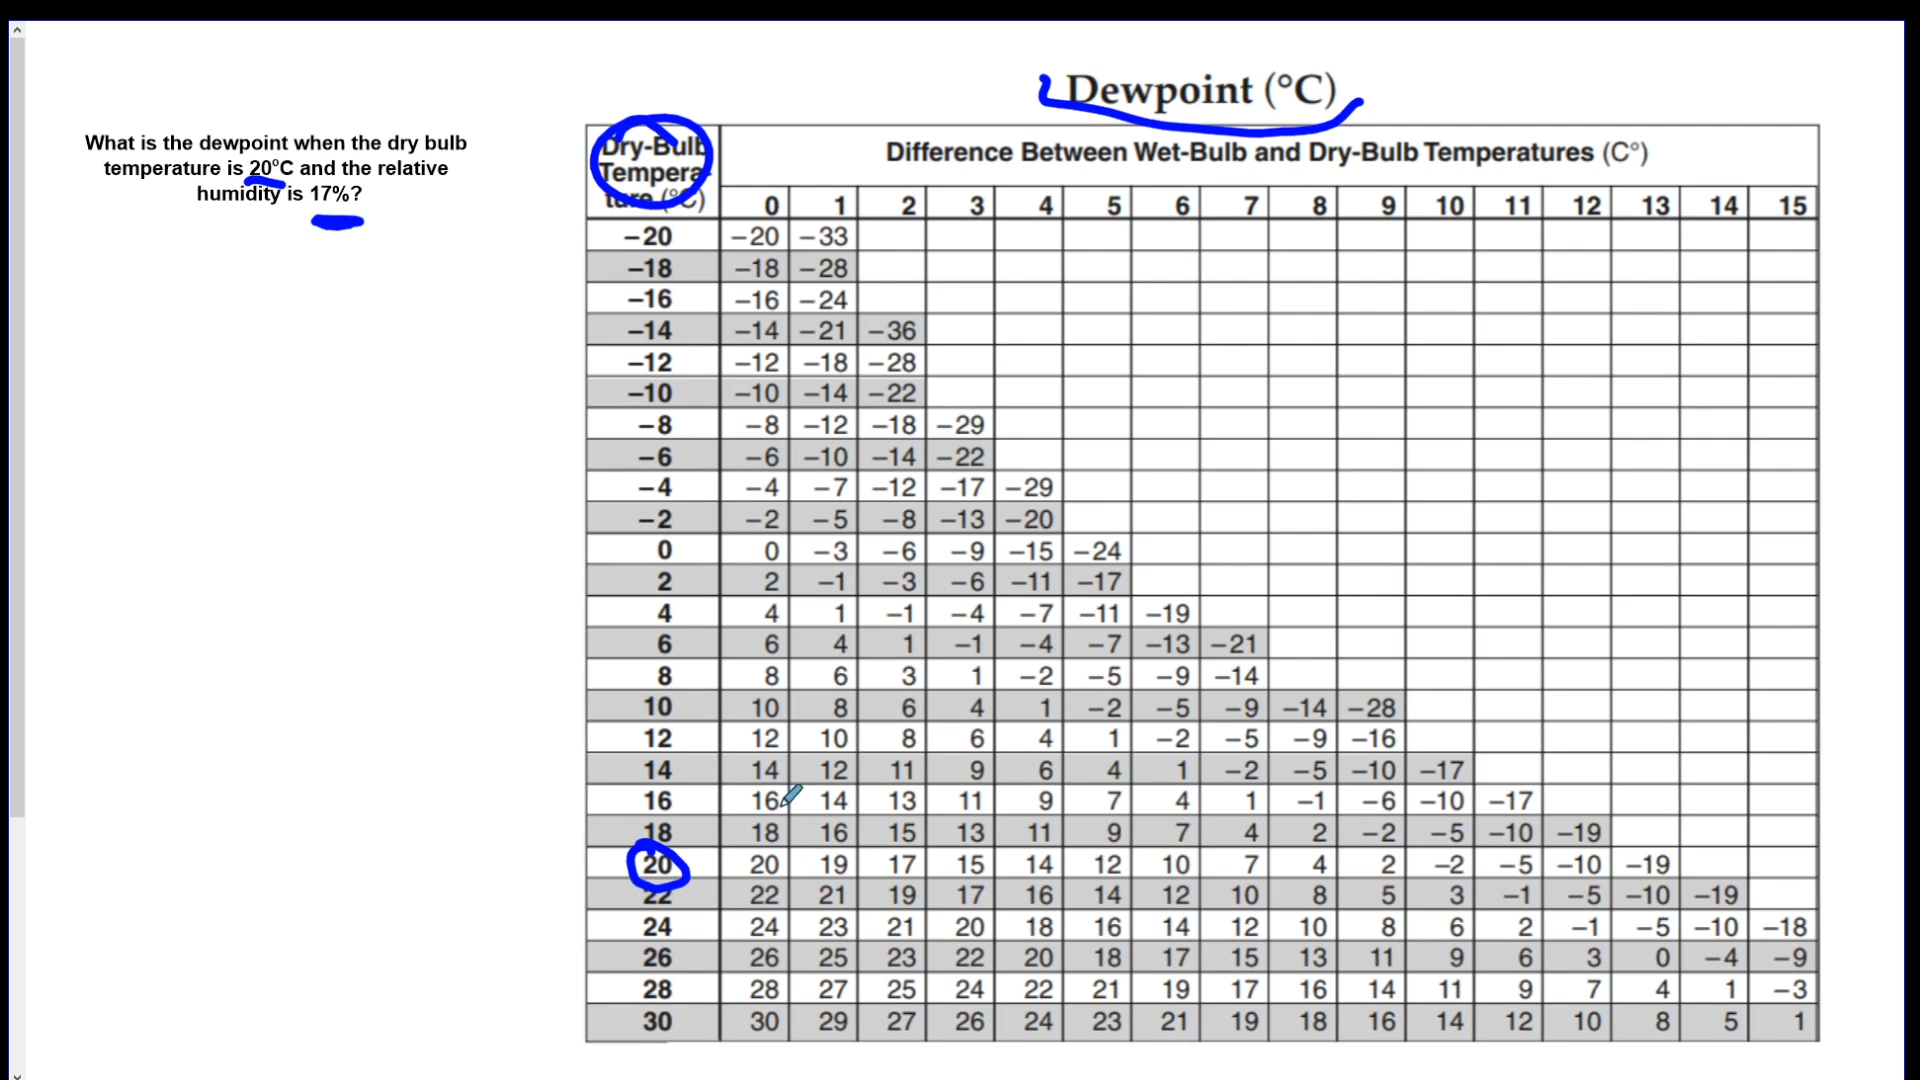 What is the dewpoint when the dry bulb
temperature is 20°C and the relative
humidity is 17%?
Dewpoint (°C)
Dry-Bulb
Tempera-
ture (°C)
Difference Between Wet-Bulb and Dry-Bulb Temperatures (C°)
0 1 2 3 4 5 6 7 8 9 10 11 12 13 14 15
–20 –20 –33
–18 –18 –28
–16 –16 –24
–14 –14 –21 –36
–12 –12 –18 –28
–10 –10 –14 –22
–8 –8 –12 –18 –29
–6 –6 –10 –14 –22
–4 –4 –7 –12 –17 –29
–2 –2 –5 –8 –13 –20
0 0 –3 –6 –9 –15 –24
2 2 –1 –3 –6 –11 –17
4 4 1 –1 –4 –7 –11 –19
6 6 4 1 –1 –4 –7 –13 –21
8 8 6 3 1 –2 –5 –9 –14
10 10 8 6 4 1 –2 –5 –9 –14 –28
12 12 10 8 6 4 1 –2 –5 –9 –16
14 14 12 11 9 6 4 1 –2 –5 –10 –17
16 16 14 13 11 9 7 4 1 –1 –6 –10 –17
18 18 16 15 13 11 9 7 4 2 –2 –5 –10 –19
20 20 19 17 15 14 12 10 7 4 2 –2 –5 –10 –19
22 22 21 19 17 16 14 12 10 8 5 3 –1 –5 –10 –19
24 24 23 21 20 18 16 14 12 10 8 6 2 –1 –5 –10 –18
26 26 25 23 22 20 18 17 15 13 11 9 6 3 0 –4 –9
28 28 27 25 24 22 21 19 17 16 14 11 9 7 4 1 –3
30 30 29 27 26 24 23 21 19 18 16 14 12 10 8 5 1